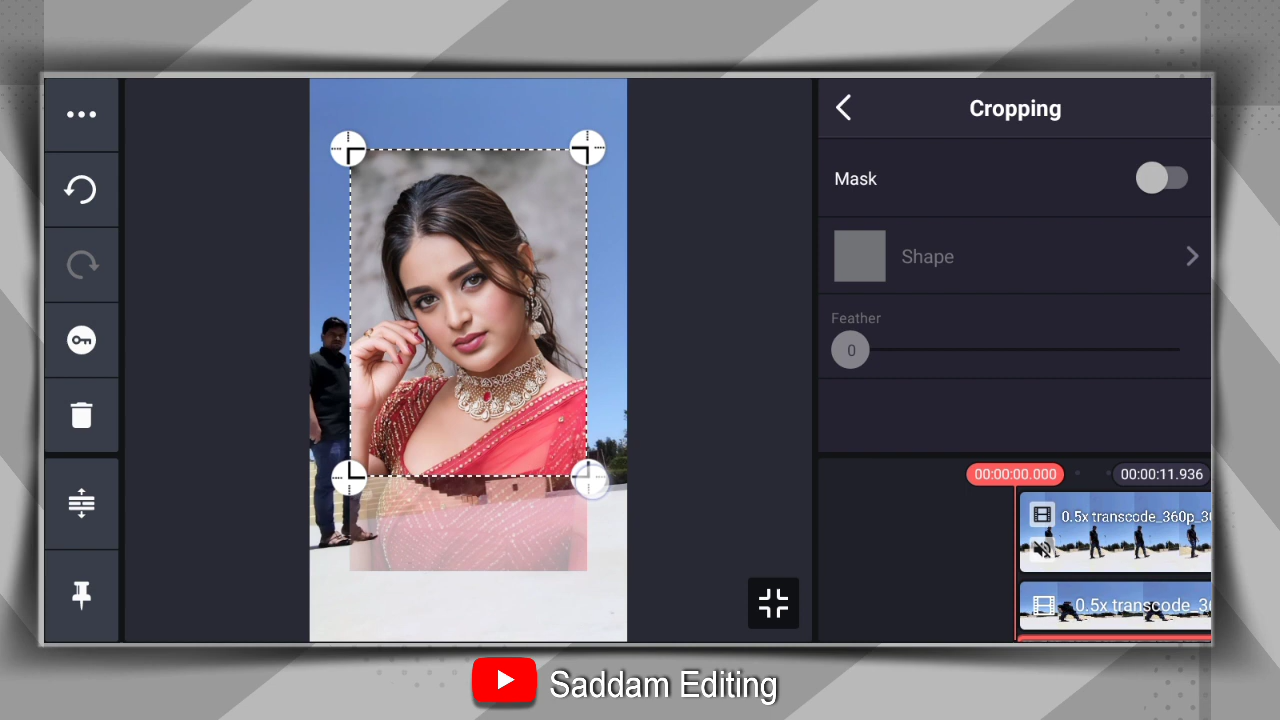 Cropping
Mask
Shape
Feather
0
00:00:00.000
00:00:11.936
0.5x transcode_360p_3
0.5x transcode_3
Saddam Editing